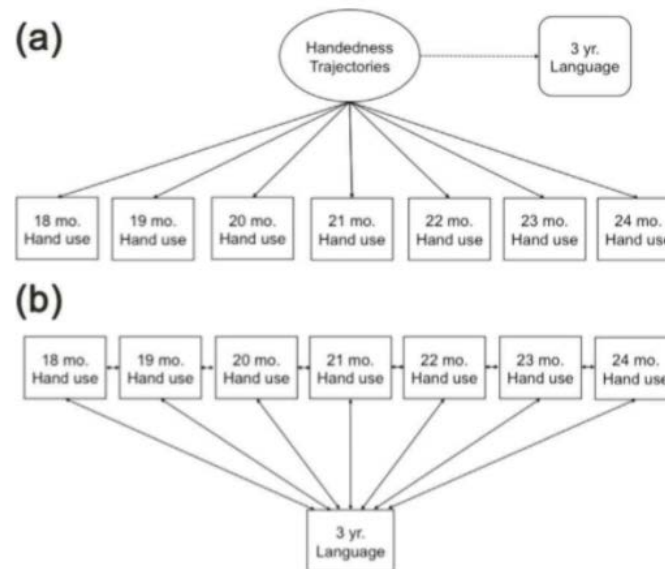 (a)
Handedness
Trajectories
3 yr.
Language
18 mo.
Hand use
19 mo.
Hand use
20 mo.
Hand use
21 mo.
Hand use
22 mo.
Hand use
23 mo.
Hand use
24 mo.
Hand use
(b)
18 mo.
Hand use
19 mo.
Hand use
20 mo.
Hand use
21 mo.
Hand use
22 mo.
Hand use
23 mo.
Hand use
24 mo.
Hand use
3 yr.
Language